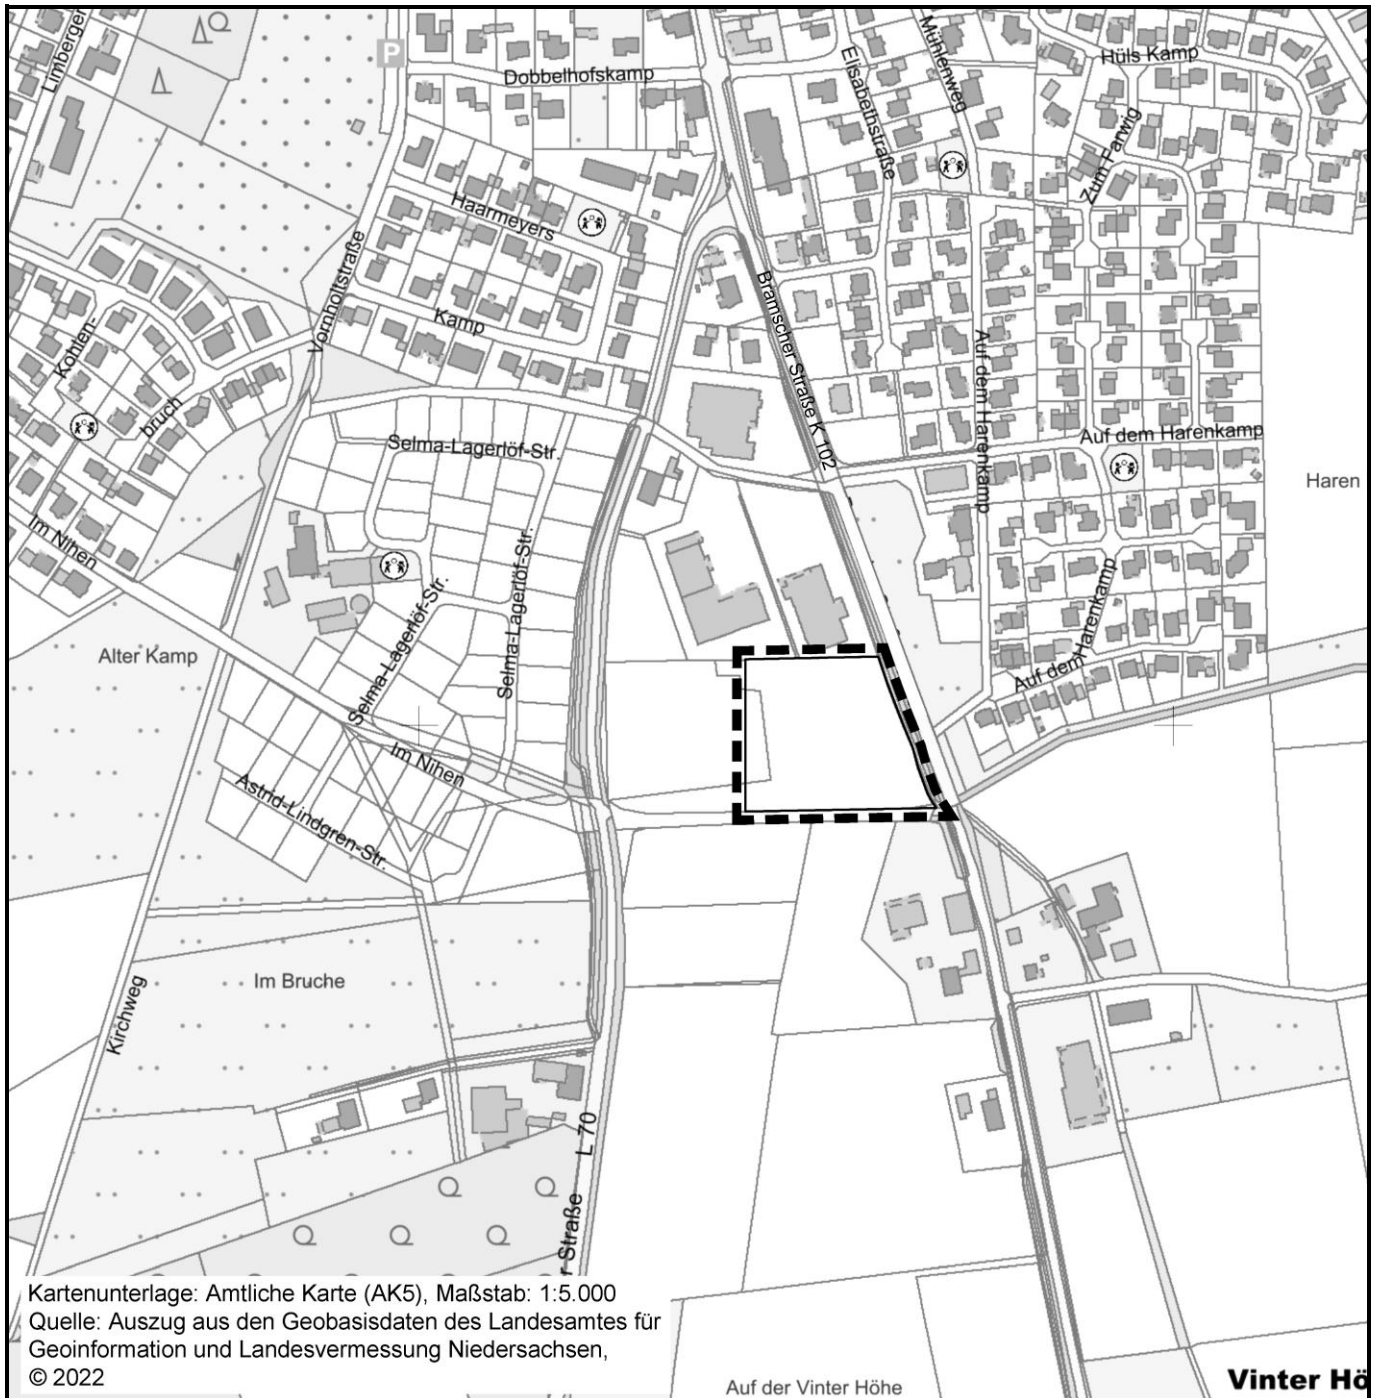 Limberger
P
Dobbelhofskamp
Elisabethstraße
Mühlenweg
Hüls Kamp
Zum Farwig
Haarmeyers
Kamp
Vornholtstraße
Bramscher Straße K 102
Kohlen-
bruch
Auf dem Harenkamp
Auf dem Harenkamp
Haren
Selma-Lagerlöf-Str.
Im Nihen
Selma-Lagerlöf-Str.
Selma-Lagerlöf-Str.
Auf dem Harenkamp
Alter Kamp
Im Nihen
Astrid-Lindgren-Str.
Im Bruche
Kirchweg
r Straße L 70
Kartenunterlage: Amtliche Karte (AK5), Maßstab: 1:5.000
Quelle: Auszug aus den Geobasisdaten des Landesamtes für
Geoinformation und Landesvermessung Niedersachsen,
© 2022
Auf der Vinter Höhe
Vinter Hö